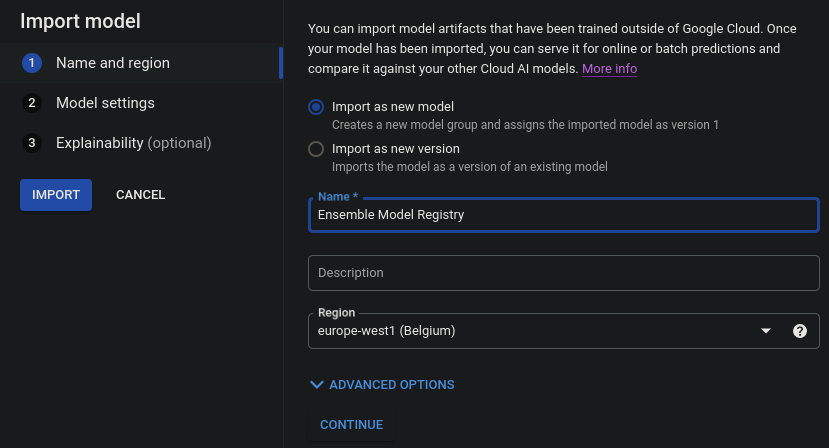 Import model
1 Name and region
2 Model settings
3 Explainability (optional)
IMPORT
CANCEL
You can import model artifacts that have been trained outside of Google Cloud. Once
your model has been imported, you can serve it for online or batch predictions and
compare it against your other Cloud AI models. More info
Import as new model
Creates a new model group and assigns the imported model as version 1
Import as new version
Imports the model as a version of an existing model
Name *
Ensemble Model Registry
Description
Region
europe-west1 (Belgium)
?
ADVANCED OPTIONS
CONTINUE